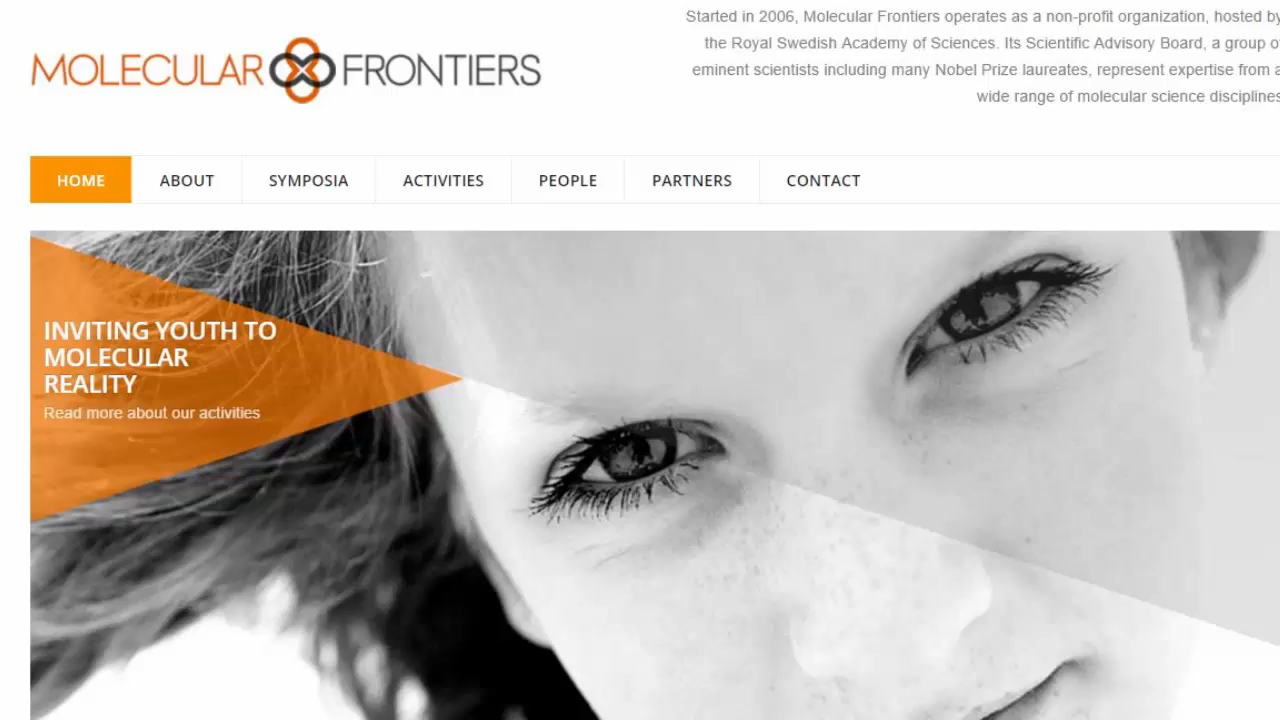 MOLECULAR FRONTIERS
Started in 2006, Molecular Frontiers operates as a non-profit organization, hosted by
the Royal Swedish Academy of Sciences. Its Scientific Advisory Board, a group of
eminent scientists including many Nobel Prize laureates, represent expertise from a
wide range of molecular science disciplines
HOME ABOUT SYMPOSIA ACTIVITIES PEOPLE PARTNERS CONTACT
INVITING YOUTH TO
MOLECULAR
REALITY
Read more about our activities